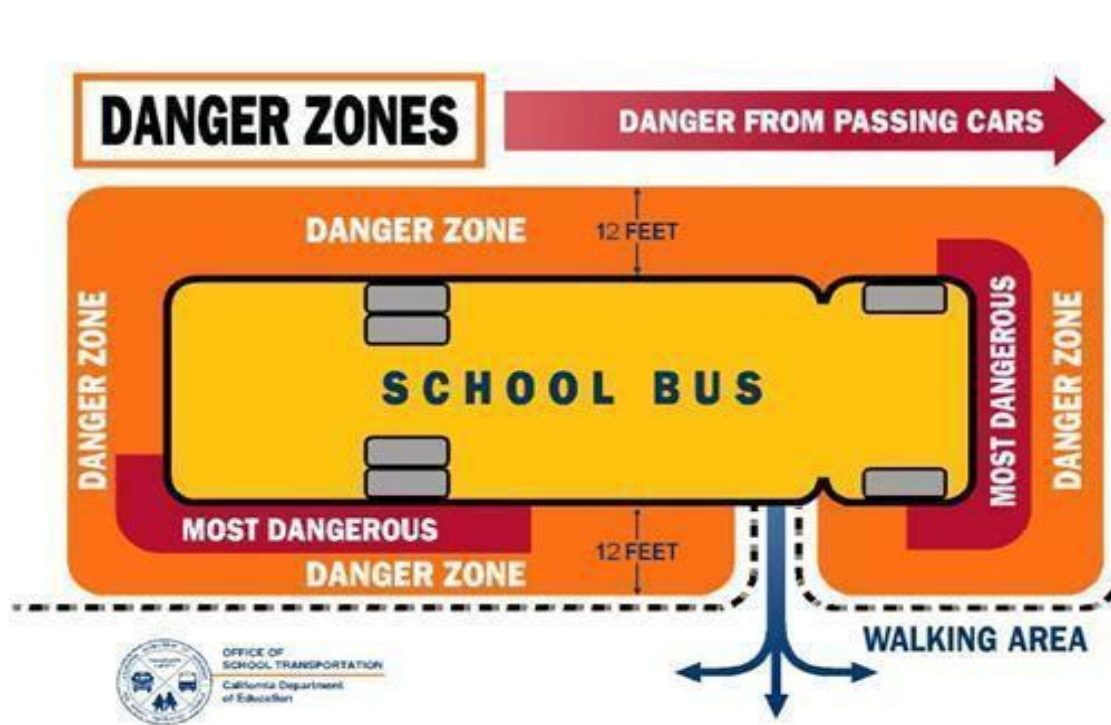 DANGER ZONES
DANGER FROM PASSING CARS
DANGER ZONE
12 FEET
DANGER ZONE
SCHOOL BUS
MOST DANGEROUS
DANGER ZONE
MOST DANGEROUS
12 FEET
DANGER ZONE
WALKING AREA
OFFICE OF
SCHOOL TRANSPORTATION
California Department
of Education